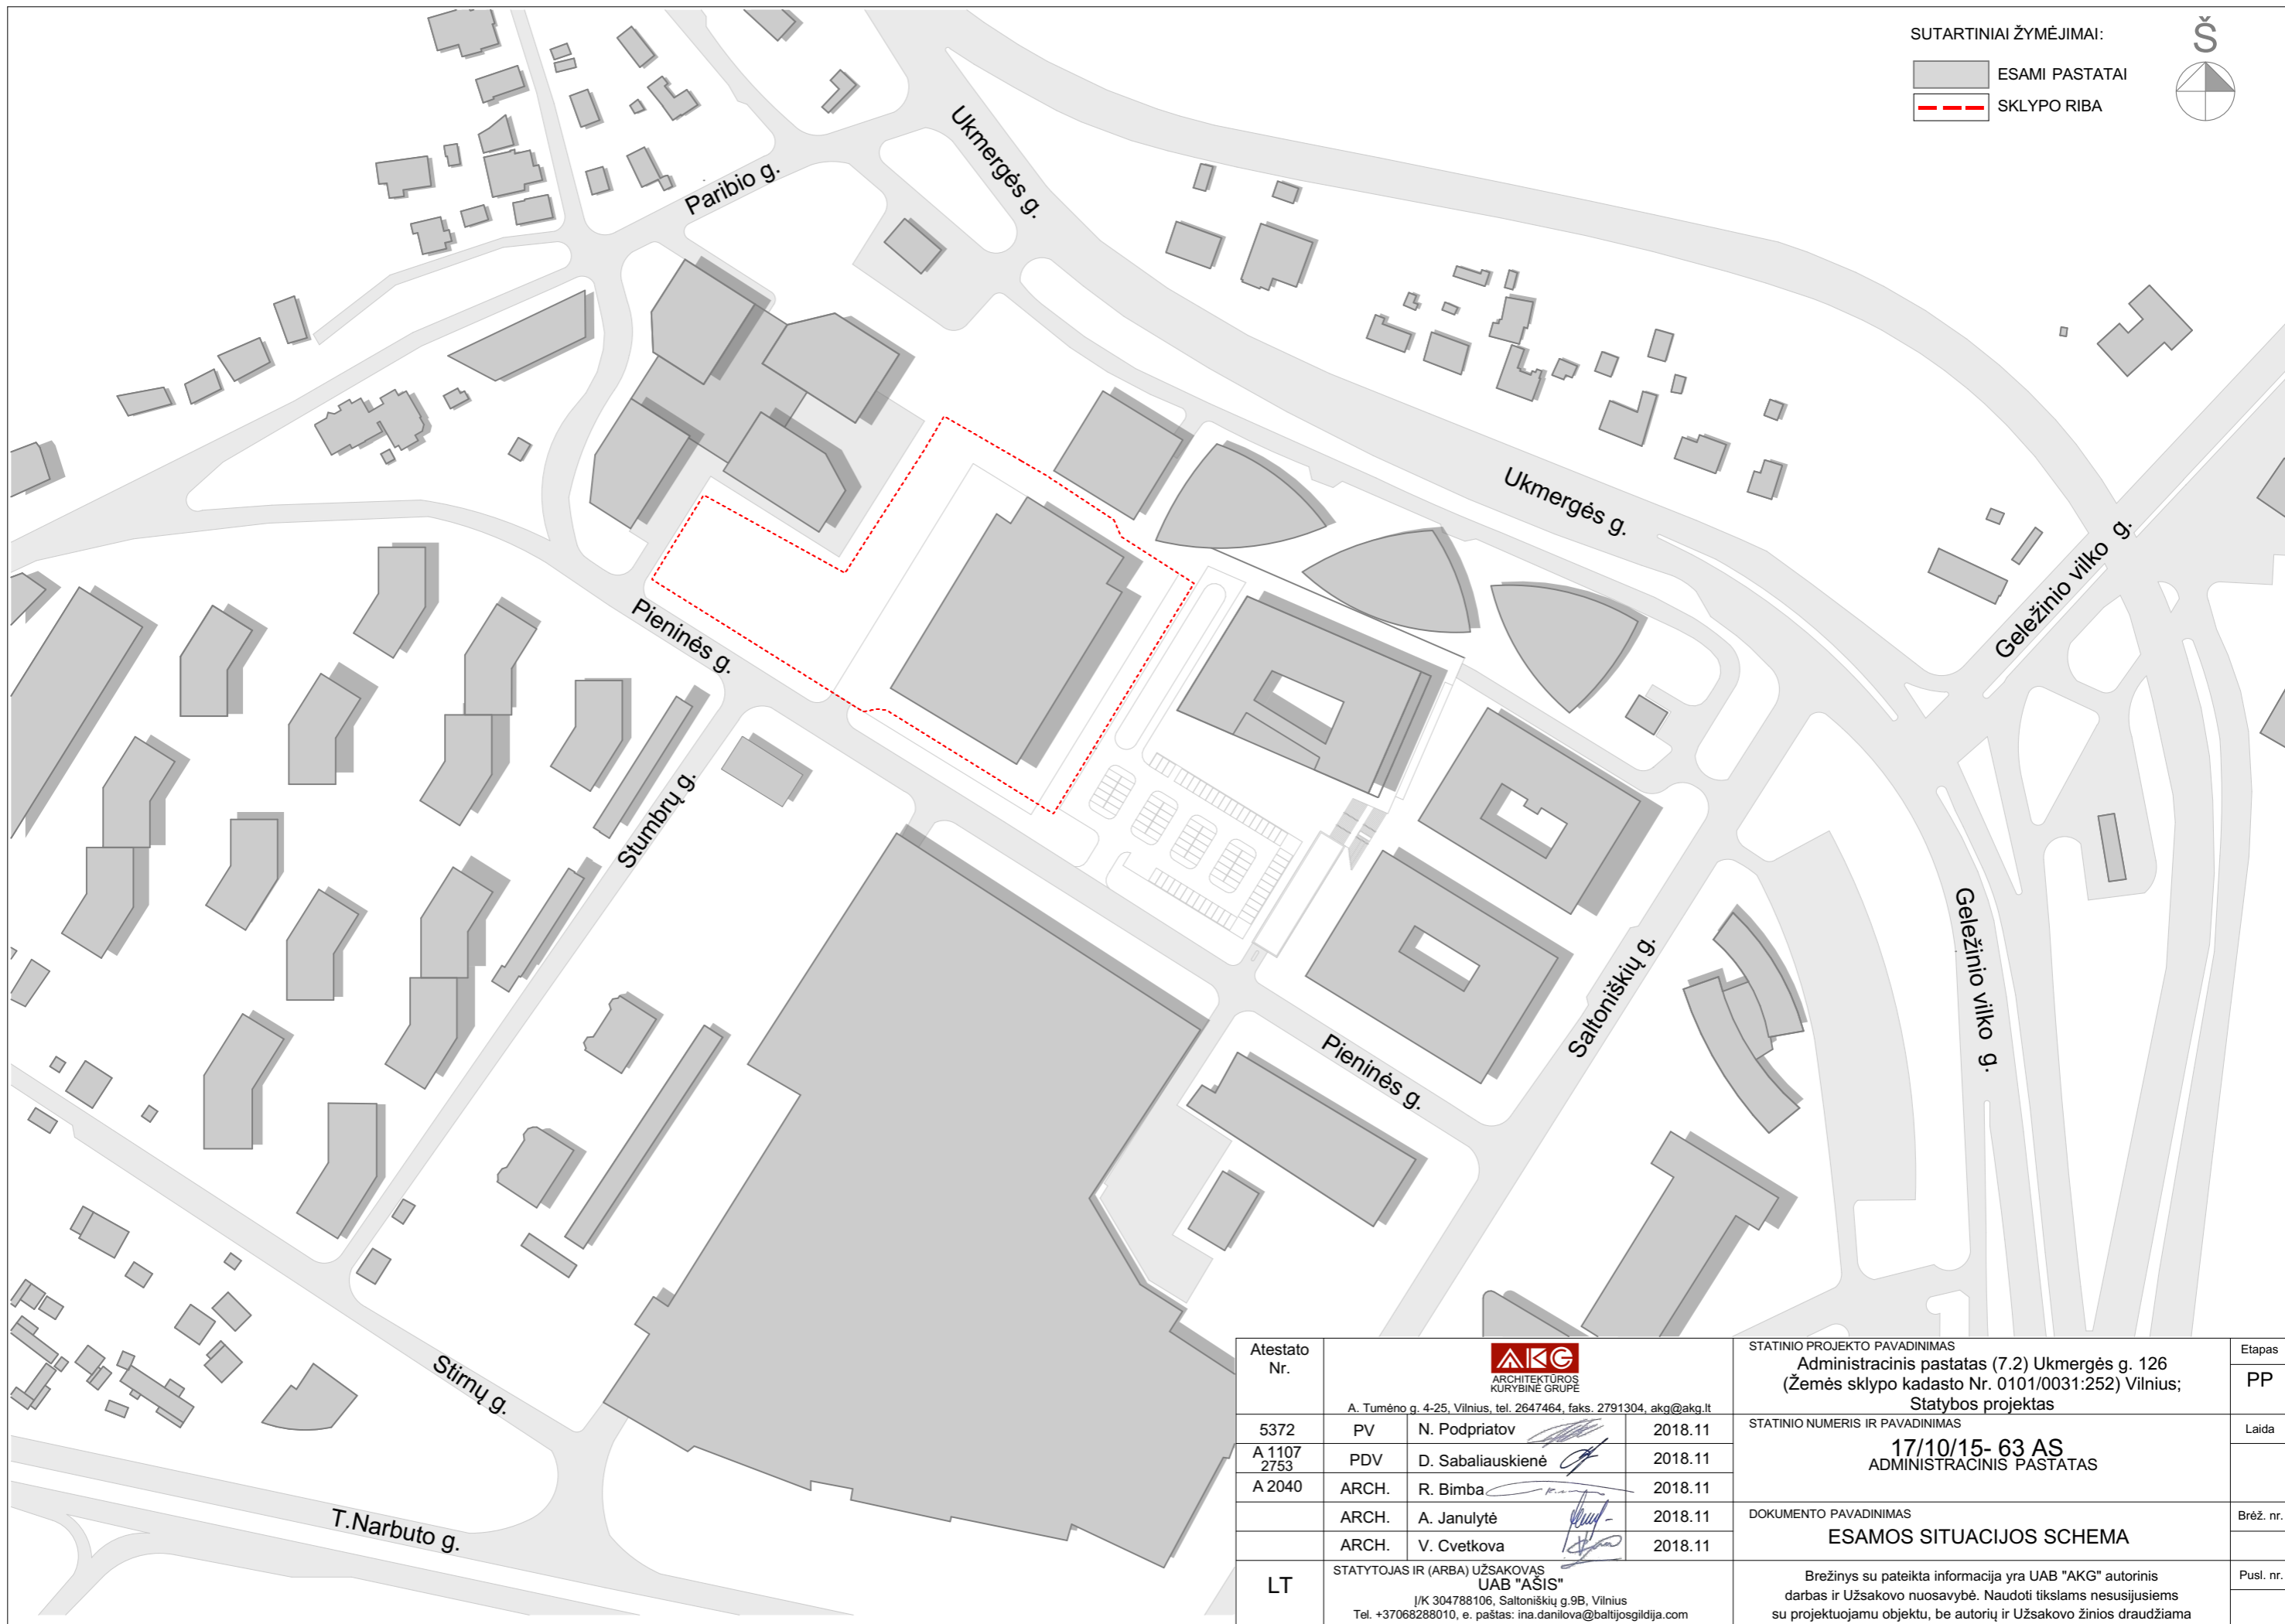 SUTARTINIAI ŽYMĖJIMAI:
Š
ESAMI PASTATAI
SKLYPO RIBA
Ukmergės g.
Paribio g.
Ukmergės g.
Geležinio vilko g.
Pieninės g.
Stumbrų g.
Geležinio vilko g.
Saltoniškių g.
Pieninės g.
Stirnų g.
T.Narbuto g.
Atestato
Nr.
AKG
ARCHITEKTŪROS
KURYBINĖ GRUPĖ
A. Tumėno g. 4-25, Vilnius, tel. 2647464, faks. 2791304, akg@akg.lt
5372 PV N. Podpriatov 2018.11
A 1107
2753 PDV D. Sabaliauskienė 2018.11
A 2040 ARCH. R. Bimba 2018.11
ARCH. A. Janulytė 2018.11
ARCH. V. Cvetkova 2018.11
LT
STATYTOJAS IR (ARBA) UŽSAKOVAS
UAB "AŠIS"
Į/K 304788106, Saltoniškių g.9B, Vilnius
Tel. +37068288010, e. paštas: ina.danilova@baltijosgildija.com
STATINIO PROJEKTO PAVADINIMAS
Administracinis pastatas (7.2) Ukmergės g. 126
(Žemės sklypo kadasto Nr. 0101/0031:252) Vilnius;
Statybos projektas
STATINIO NUMERIS IR PAVADINIMAS
17/10/15- 63 AS
ADMINISTRACINIS PASTATAS
DOKUMENTO PAVADINIMAS
ESAMOS SITUACIJOS SCHEMA
Brežinys su pateikta informacija yra UAB "AKG" autorinis
darbas ir Užsakovo nuosavybė. Naudoti tikslams nesusijusiems
su projektuojamu objektu, be autorių ir Užsakovo žinios draudžiama
Etapas
PP
Laida
Brėž. nr.
Pusl. nr.